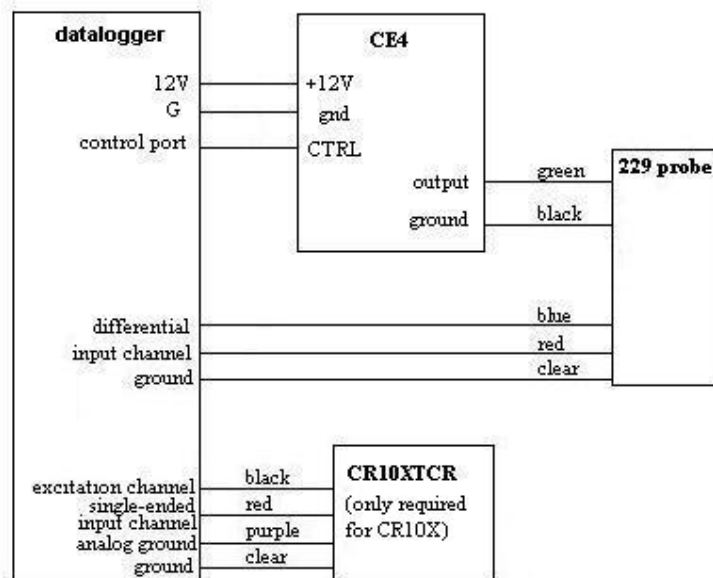 datalogger
12V
G
control port
differential
input channel
ground
excitation channel
single-ended
input channel
analog ground
ground
CE4
+12V
gnd
CTRL
output
ground
green
black
229 probe
blue
red
clear
black
red
purple
clear
CR10XTCR
(only required
for CR10X)